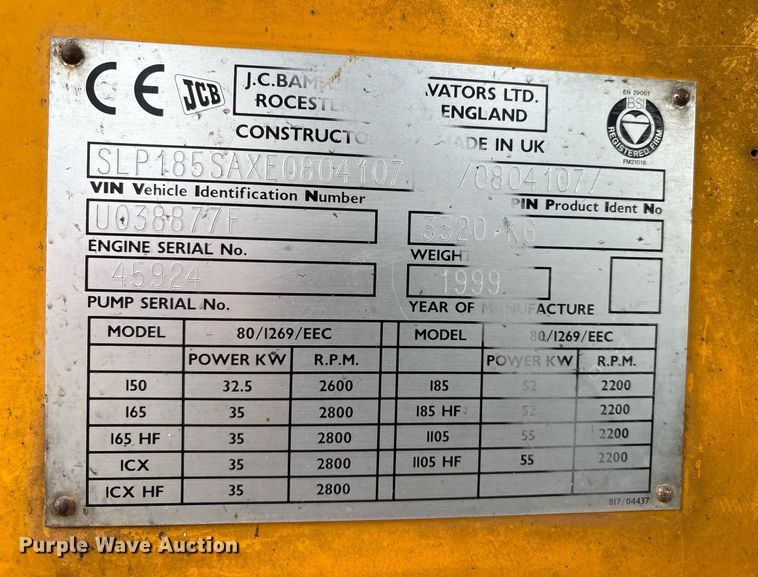 CE JCB J.C.BAM VATORS LTD.
ROCESTE ENGLAND
CONSTRUCTO MADE IN UK
EN 29001
BSI
REGISTERED FIRM
FM21018
SLP185SAXE0804107 /0804107/
VIN Vehicle Identification Number PIN Product Ident No
U038877F 3320 KG
ENGINE SERIAL No. WEIGHT
45924 1999
PUMP SERIAL No. YEAR OF MANUFACTURE
MODEL 80/1269/EEC MODEL 80/1269/EEC
POWER KW R.P.M. POWER KW R.P.M.
150 32.5 2600 185 52 2200
165 35 2800 185 HF 52 2200
165 HF 35 2800 1105 55 2200
1CX 35 2800 1105 HF 55 2200
1CX HF 35 2800
817/04437
Purple Wave Auction